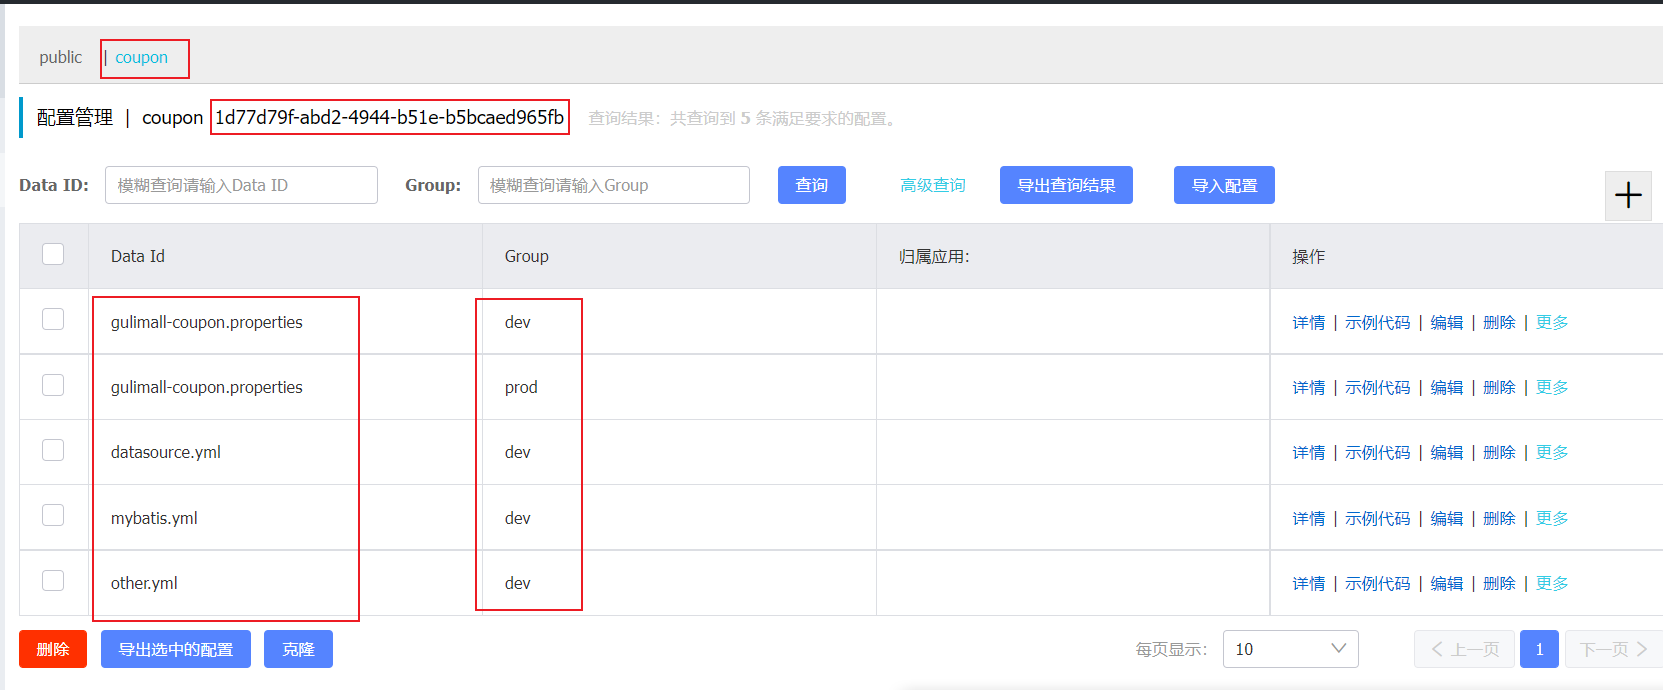 public | coupon
配置管理 | coupon 1d77d79f-abd2-4944-b51e-b5bcaed965fb 查询结果：共查询到 5 条满足要求的配置。
Data ID: 模糊查询请输入Data ID Group: 模糊查询请输入Group 查询 高级查询 导出查询结果 导入配置 +
Data Id Group 归属应用: 操作
gulimall-coupon.properties dev 详情 | 示例代码 | 编辑 | 删除 | 更多
gulimall-coupon.properties prod 详情 | 示例代码 | 编辑 | 删除 | 更多
datasource.yml dev 详情 | 示例代码 | 编辑 | 删除 | 更多
mybatis.yml dev 详情 | 示例代码 | 编辑 | 删除 | 更多
other.yml dev 详情 | 示例代码 | 编辑 | 删除 | 更多
删除 导出选中的配置 克隆 每页显示: 10 上一页 1 下一页